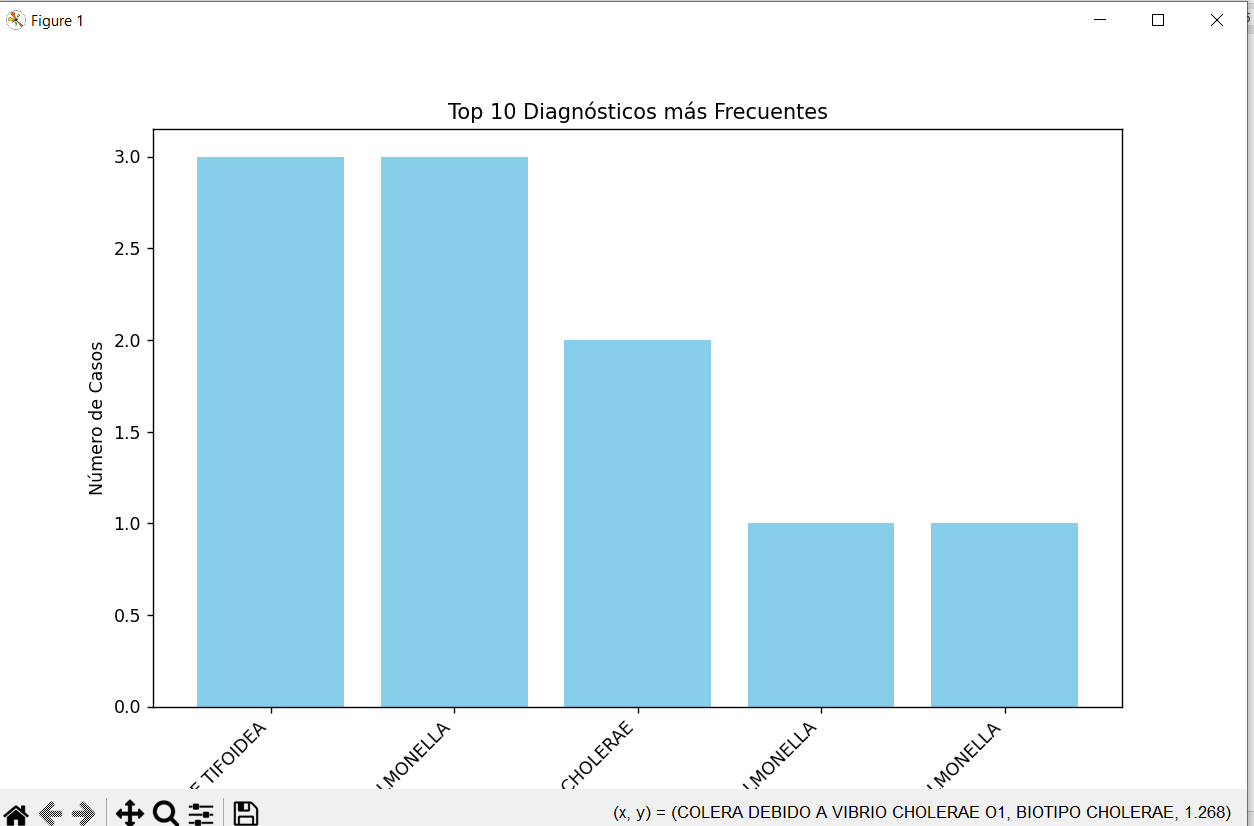 Figure 1
Top 10 Diagnósticos más Frecuentes
Número de Casos
3.0
2.5
2.0
1.5
1.0
0.5
0.0
TIFOIDEA
LMONELLA
CHOLERAE
LMONELLA
LMONELLA
(x, y) = (COLERA DEBIDO A VIBRIO CHOLERAE O1, BIOTIPO CHOLERAE, 1.268)